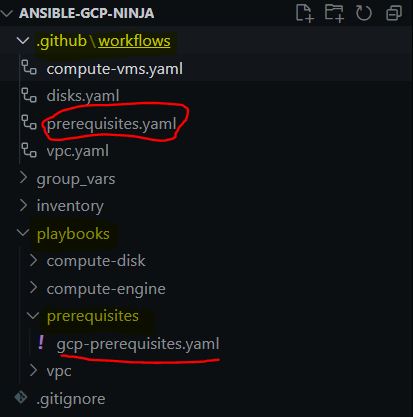 ANSIBLE-GCP-NINJA
.github\workflows
compute-vms.yaml
disks.yaml
prerequisites.yaml
vpc.yaml
group_vars
inventory
playbooks
compute-disk
compute-engine
prerequisites
! gcp-prerequisites.yaml
vpc
.gitignore